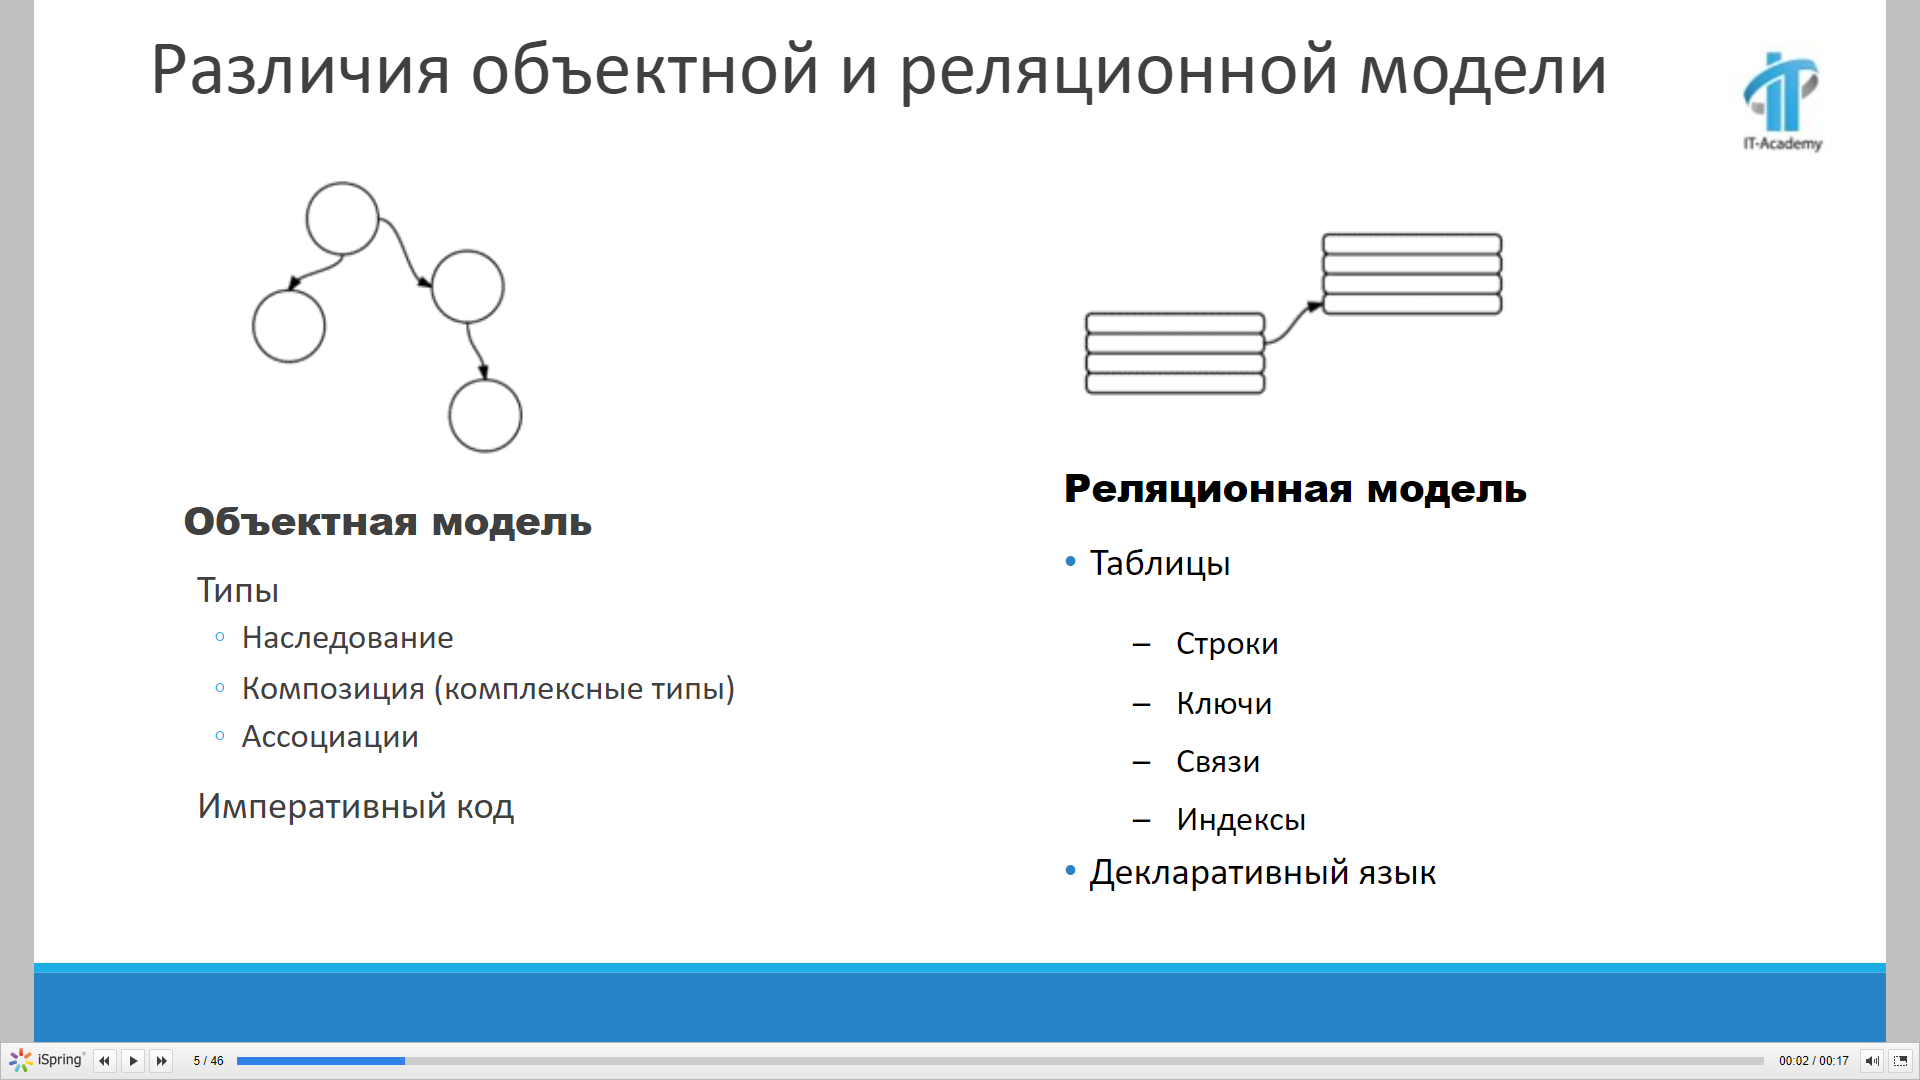 Различия объектной и реляционной модели
IT-Academy
Объектная модель
Типы
◦ Наследование
◦ Композиция (комплексные типы)
◦ Ассоциации
Императивный код
Реляционная модель
• Таблицы
– Строки
– Ключи
– Связи
– Индексы
• Декларативный язык
iSpring
5 / 46
00:02 / 00:17